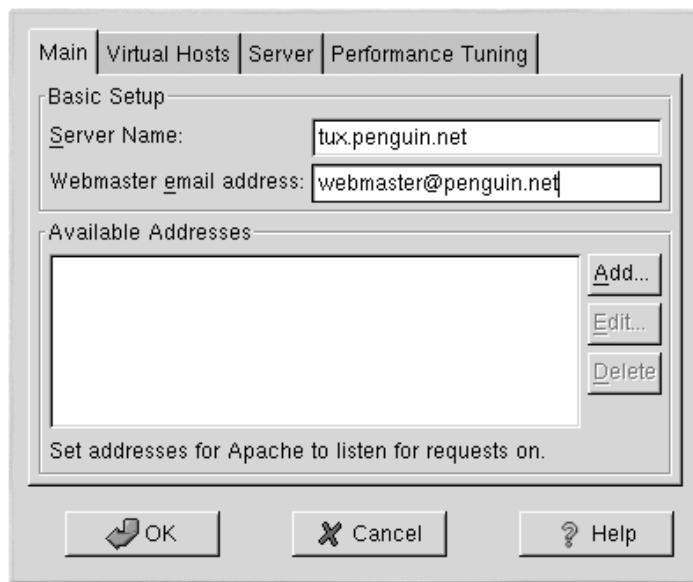 Main Virtual Hosts Server Performance Tuning
Basic Setup
Server Name: tux.penguin.net
Webmaster email address: webmaster@penguin.net
Available Addresses
Add...
Edit...
Delete
Set addresses for Apache to listen for requests on.
OK Cancel Help